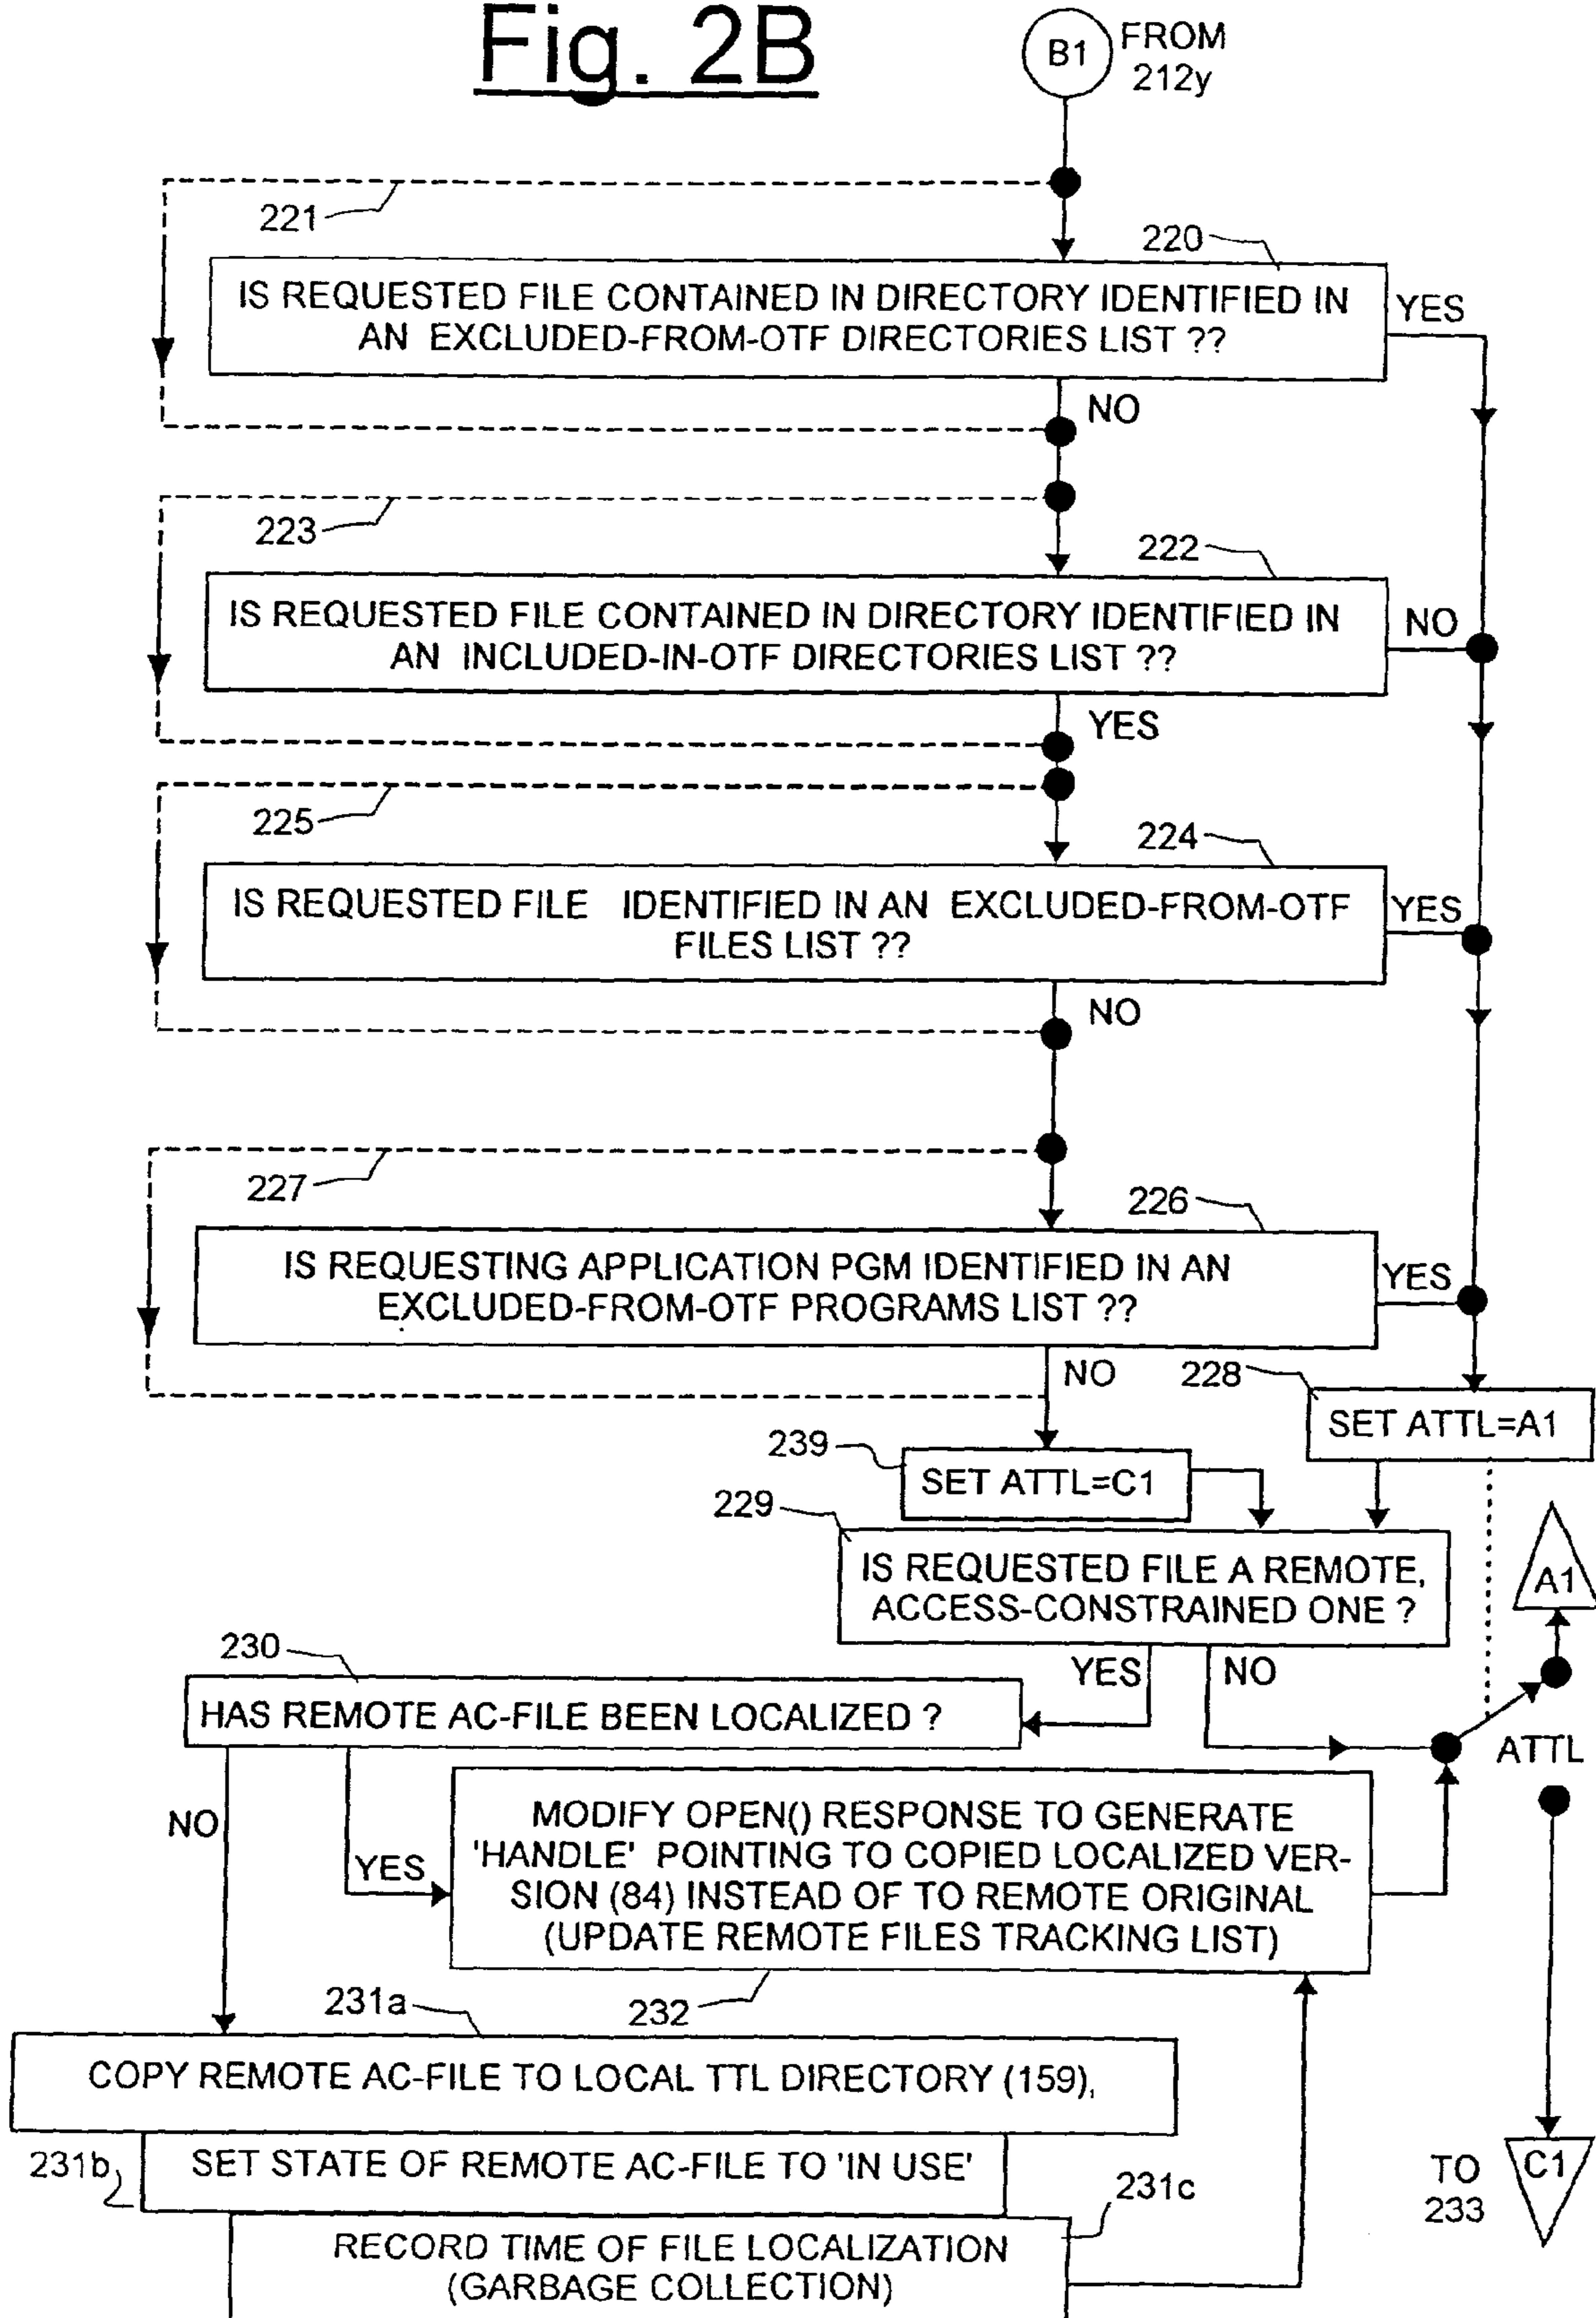 Fig. 2B
B1
FROM
212y
221
220
IS REQUESTED FILE CONTAINED IN DIRECTORY IDENTIFIED IN
AN EXCLUDED-FROM-OTF DIRECTORIES LIST ??
YES
NO
223
222
IS REQUESTED FILE CONTAINED IN DIRECTORY IDENTIFIED IN
AN INCLUDED-IN-OTF DIRECTORIES LIST ??
NO
YES
225
224
IS REQUESTED FILE IDENTIFIED IN AN EXCLUDED-FROM-OTF
FILES LIST ??
YES
NO
227
226
IS REQUESTING APPLICATION PGM IDENTIFIED IN AN
EXCLUDED-FROM-OTF PROGRAMS LIST ??
YES
NO
228
SET ATTL=A1
239
SET ATTL=C1
229
IS REQUESTED FILE A REMOTE,
ACCESS-CONSTRAINED ONE ?
A1
YES
NO
230
HAS REMOTE AC-FILE BEEN LOCALIZED ?
ATTL
NO
YES
MODIFY OPEN() RESPONSE TO GENERATE
'HANDLE' POINTING TO COPIED LOCALIZED VER-
SION (84) INSTEAD OF TO REMOTE ORIGINAL
(UPDATE REMOTE FILES TRACKING LIST)
232
231a
COPY REMOTE AC-FILE TO LOCAL TTL DIRECTORY (159),
231b
SET STATE OF REMOTE AC-FILE TO 'IN USE'
231c
RECORD TIME OF FILE LOCALIZATION
(GARBAGE COLLECTION)
TO
233
C1